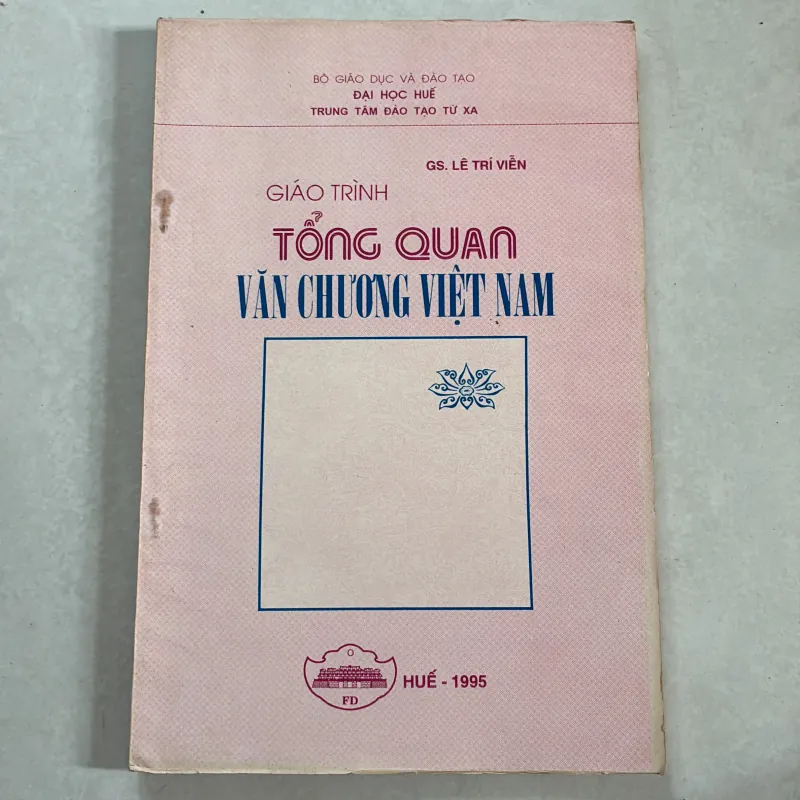 BỘ GIÁO DỤC VÀ ĐÀO TẠO
ĐẠI HỌC HUẾ
TRUNG TÂM ĐÀO TẠO TỪ XA
GS. LÊ TRÍ VIỄN
GIÁO TRÌNH
TỔNG QUAN
VĂN CHƯƠNG VIỆT NAM
FD
HUẾ - 1995